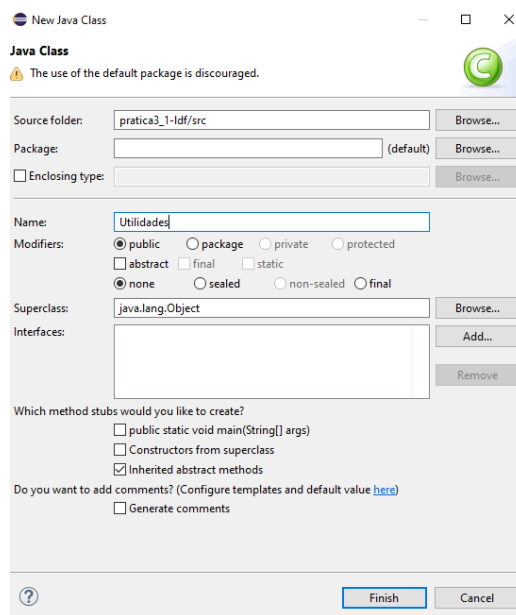 New Java Class
Java Class
The use of the default package is discouraged.
Source folder: pratica3_1-ldf/src Browse...
Package: (default) Browse...
Enclosing type: Browse...
Name: Utilidades
Modifiers: public package private protected
abstract final static
none sealed non-sealed final
Superclass: java.lang.Object Browse...
Interfaces: Add...
Remove
Which method stubs would you like to create?
public static void main(String[] args)
Constructors from superclass
Inherited abstract methods
Do you want to add comments? (Configure templates and default value here)
Generate comments
? Finish Cancel